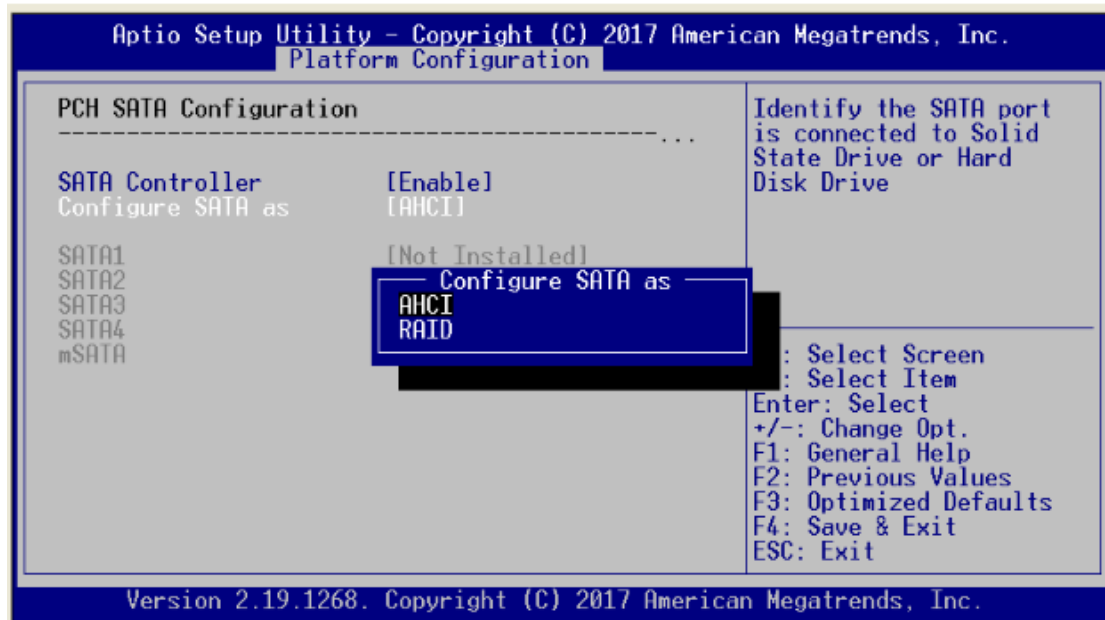 Aptio Setup Utility - Copyright (C) 2017 American Megatrends, Inc.
Platform Configuration
PCH SATA Configuration
------------------------------------------------...
SATA Controller [Enable]
Configure SATA as [AHCI]
SATA1 [Not Installed]
SATA2
SATA3
SATA4
mSATA
Configure SATA as
AHCI
RAID
Identify the SATA port
is connected to Solid
State Drive or Hard
Disk Drive
: Select Screen
: Select Item
Enter: Select
+/-: Change Opt.
F1: General Help
F2: Previous Values
F3: Optimized Defaults
F4: Save & Exit
ESC: Exit
Version 2.19.1268. Copyright (C) 2017 American Megatrends, Inc.